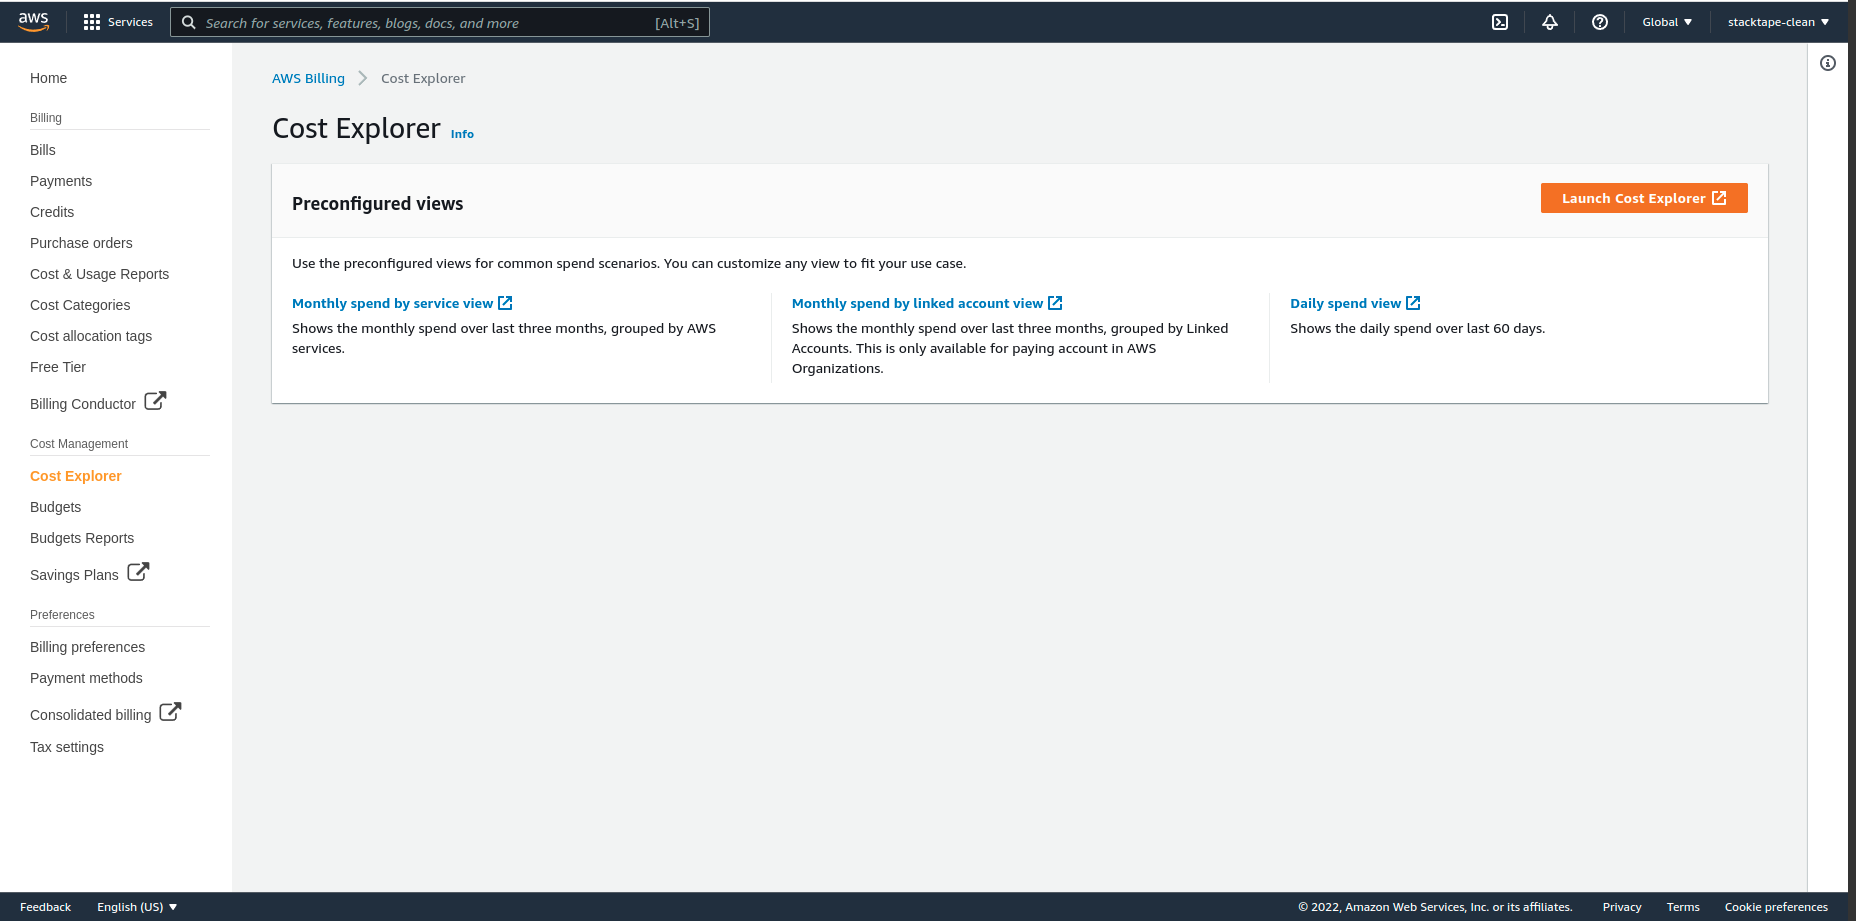 aws
Services
Search for services, features, blogs, docs, and more
[Alt+S]
Global
stacktape-clean
Home
Billing
Bills
Payments
Credits
Purchase orders
Cost & Usage Reports
Cost Categories
Cost allocation tags
Free Tier
Billing Conductor
Cost Management
Cost Explorer
Budgets
Budgets Reports
Savings Plans
Preferences
Billing preferences
Payment methods
Consolidated billing
Tax settings
AWS Billing
Cost Explorer
Cost Explorer Info
Preconfigured views
Launch Cost Explorer
Use the preconfigured views for common spend scenarios. You can customize any view to fit your use case.
Monthly spend by service view
Shows the monthly spend over last three months, grouped by AWS
services.
Monthly spend by linked account view
Shows the monthly spend over last three months, grouped by Linked
Accounts. This is only available for paying account in AWS
Organizations.
Daily spend view
Shows the daily spend over last 60 days.
Feedback
English (US)
© 2022, Amazon Web Services, Inc. or its affiliates.
Privacy
Terms
Cookie preferences